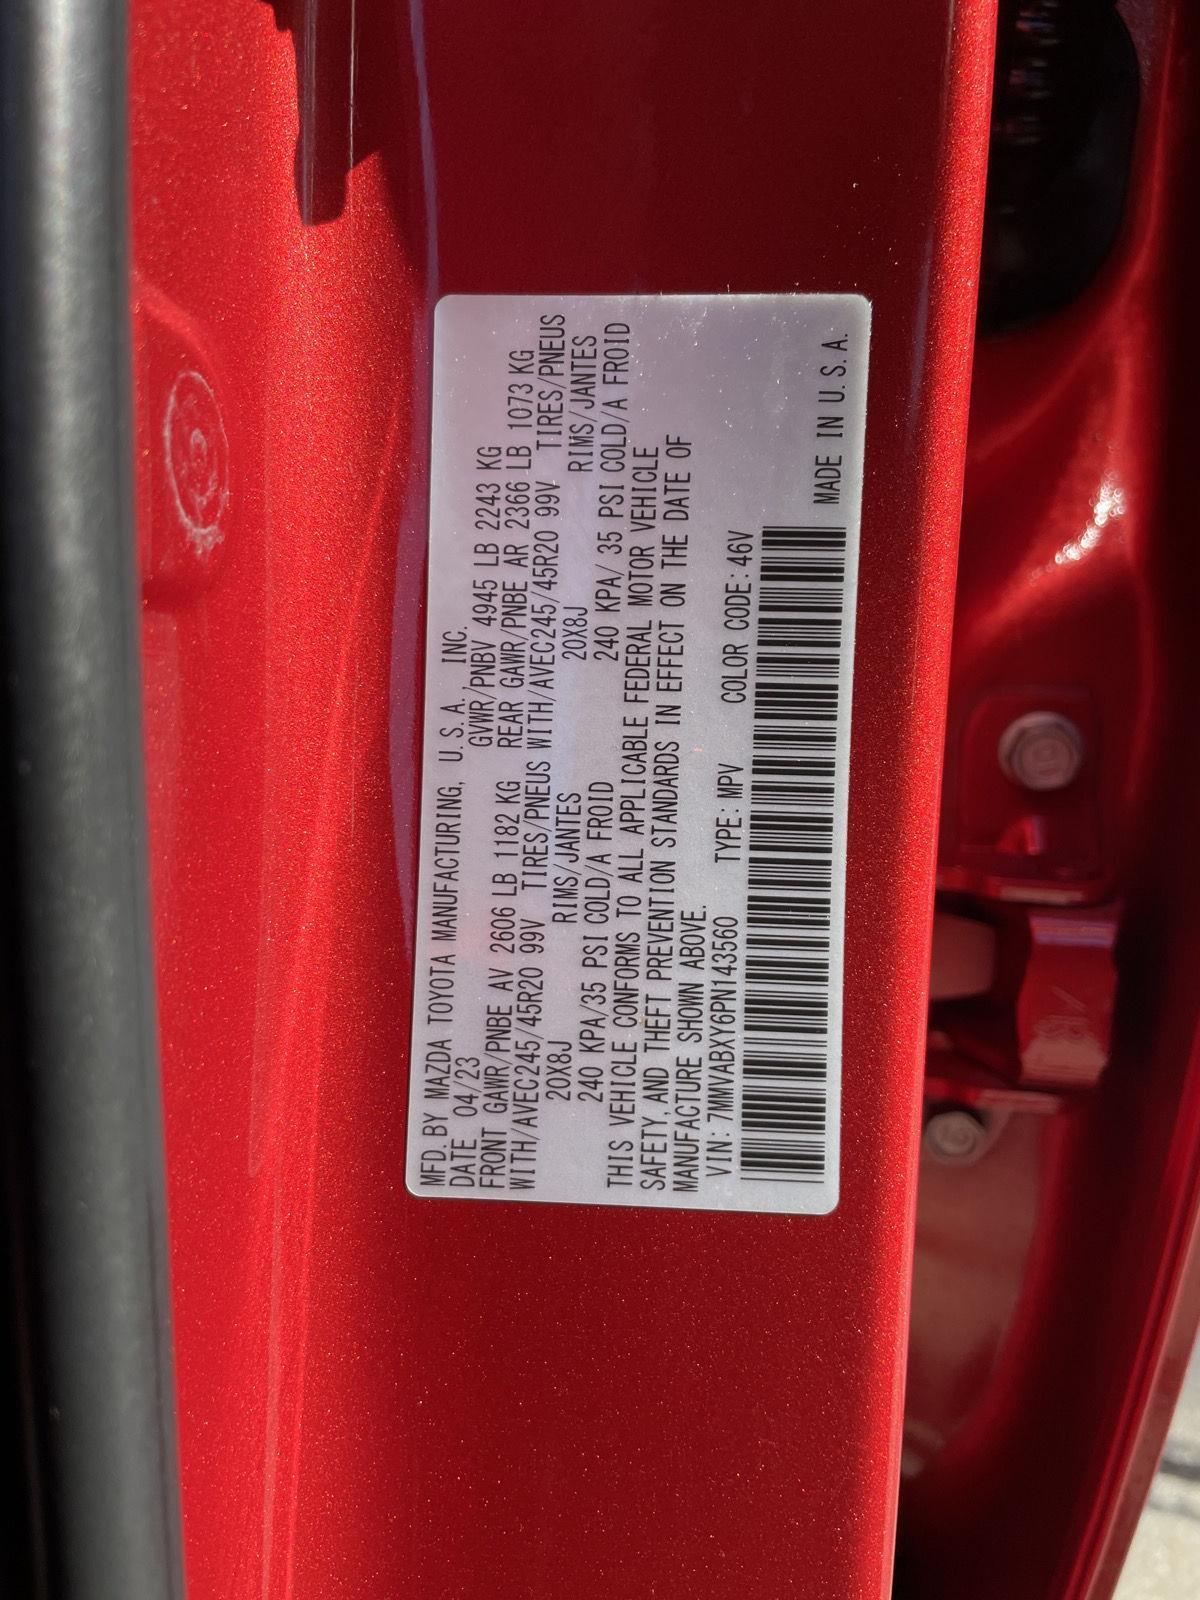 MFD. BY MAZDA TOYOTA MANUFACTURING, U. S. A. INC.
DATE 04/23 GVWR/PNBV 4945 LB 2243 KG
FRONT GAWR/PNBE AV 2606 LB 1182 KG REAR GAWR/PNBE AR 2366 LB 1073 KG
WITH/AVEC245/45R20 99V TIRES/PNEUS WITH/AVEC245/45R20 99V TIRES/PNEUS
20X8J RIMS/JANTES 20X8J RIMS/JANTES
240 KPA/35 PSI COLD/A FROID 240 KPA/ 35 PSI COLD/A FROID
THIS VEHICLE CONFORMS TO ALL APPLICABLE FEDERAL MOTOR VEHICLE
SAFETY, AND THEFT PREVENTION STANDARDS IN EFFECT ON THE DATE OF
MANUFACTURE SHOWN ABOVE.
VIN: 7MMVABXY6PN143560 TYPE: MPV COLOR CODE: 46V
MADE IN U. S. A.